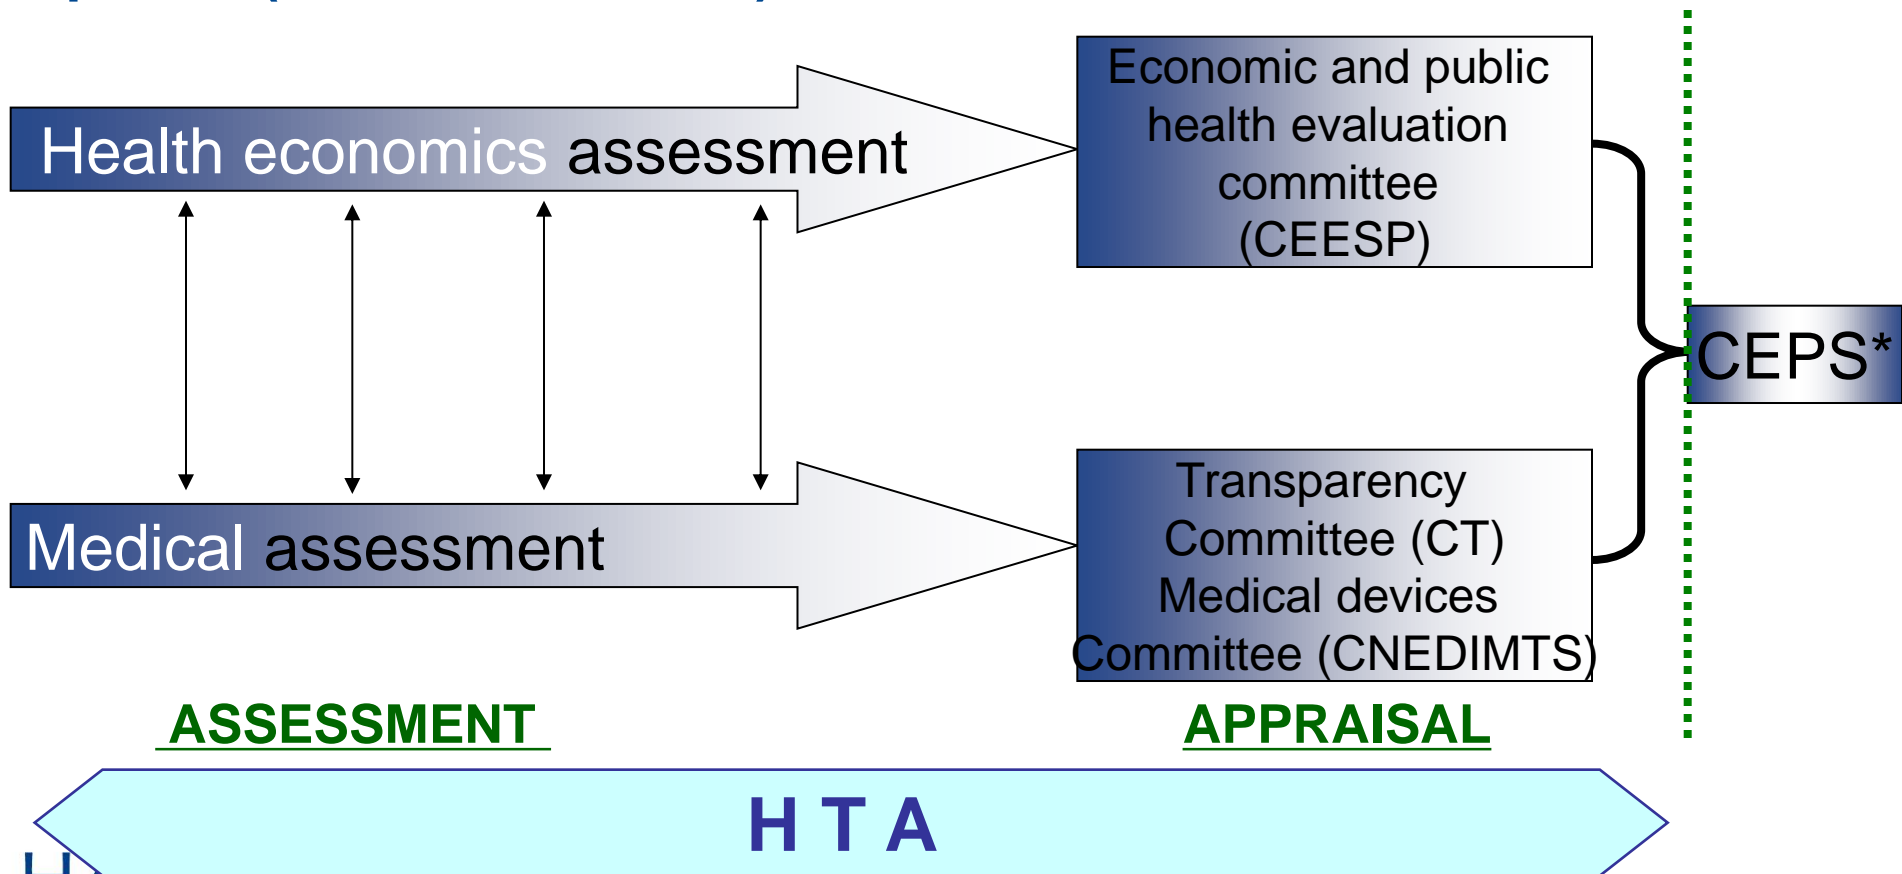 Health economics assessment
Economic and public
health evaluation
committee
(CEESP)
CEPS*
Medical assessment
Transparency
Committee (CT)
Medical devices
Committee (CNEDIMTS)
ASSESSMENT
APPRAISAL
H T A